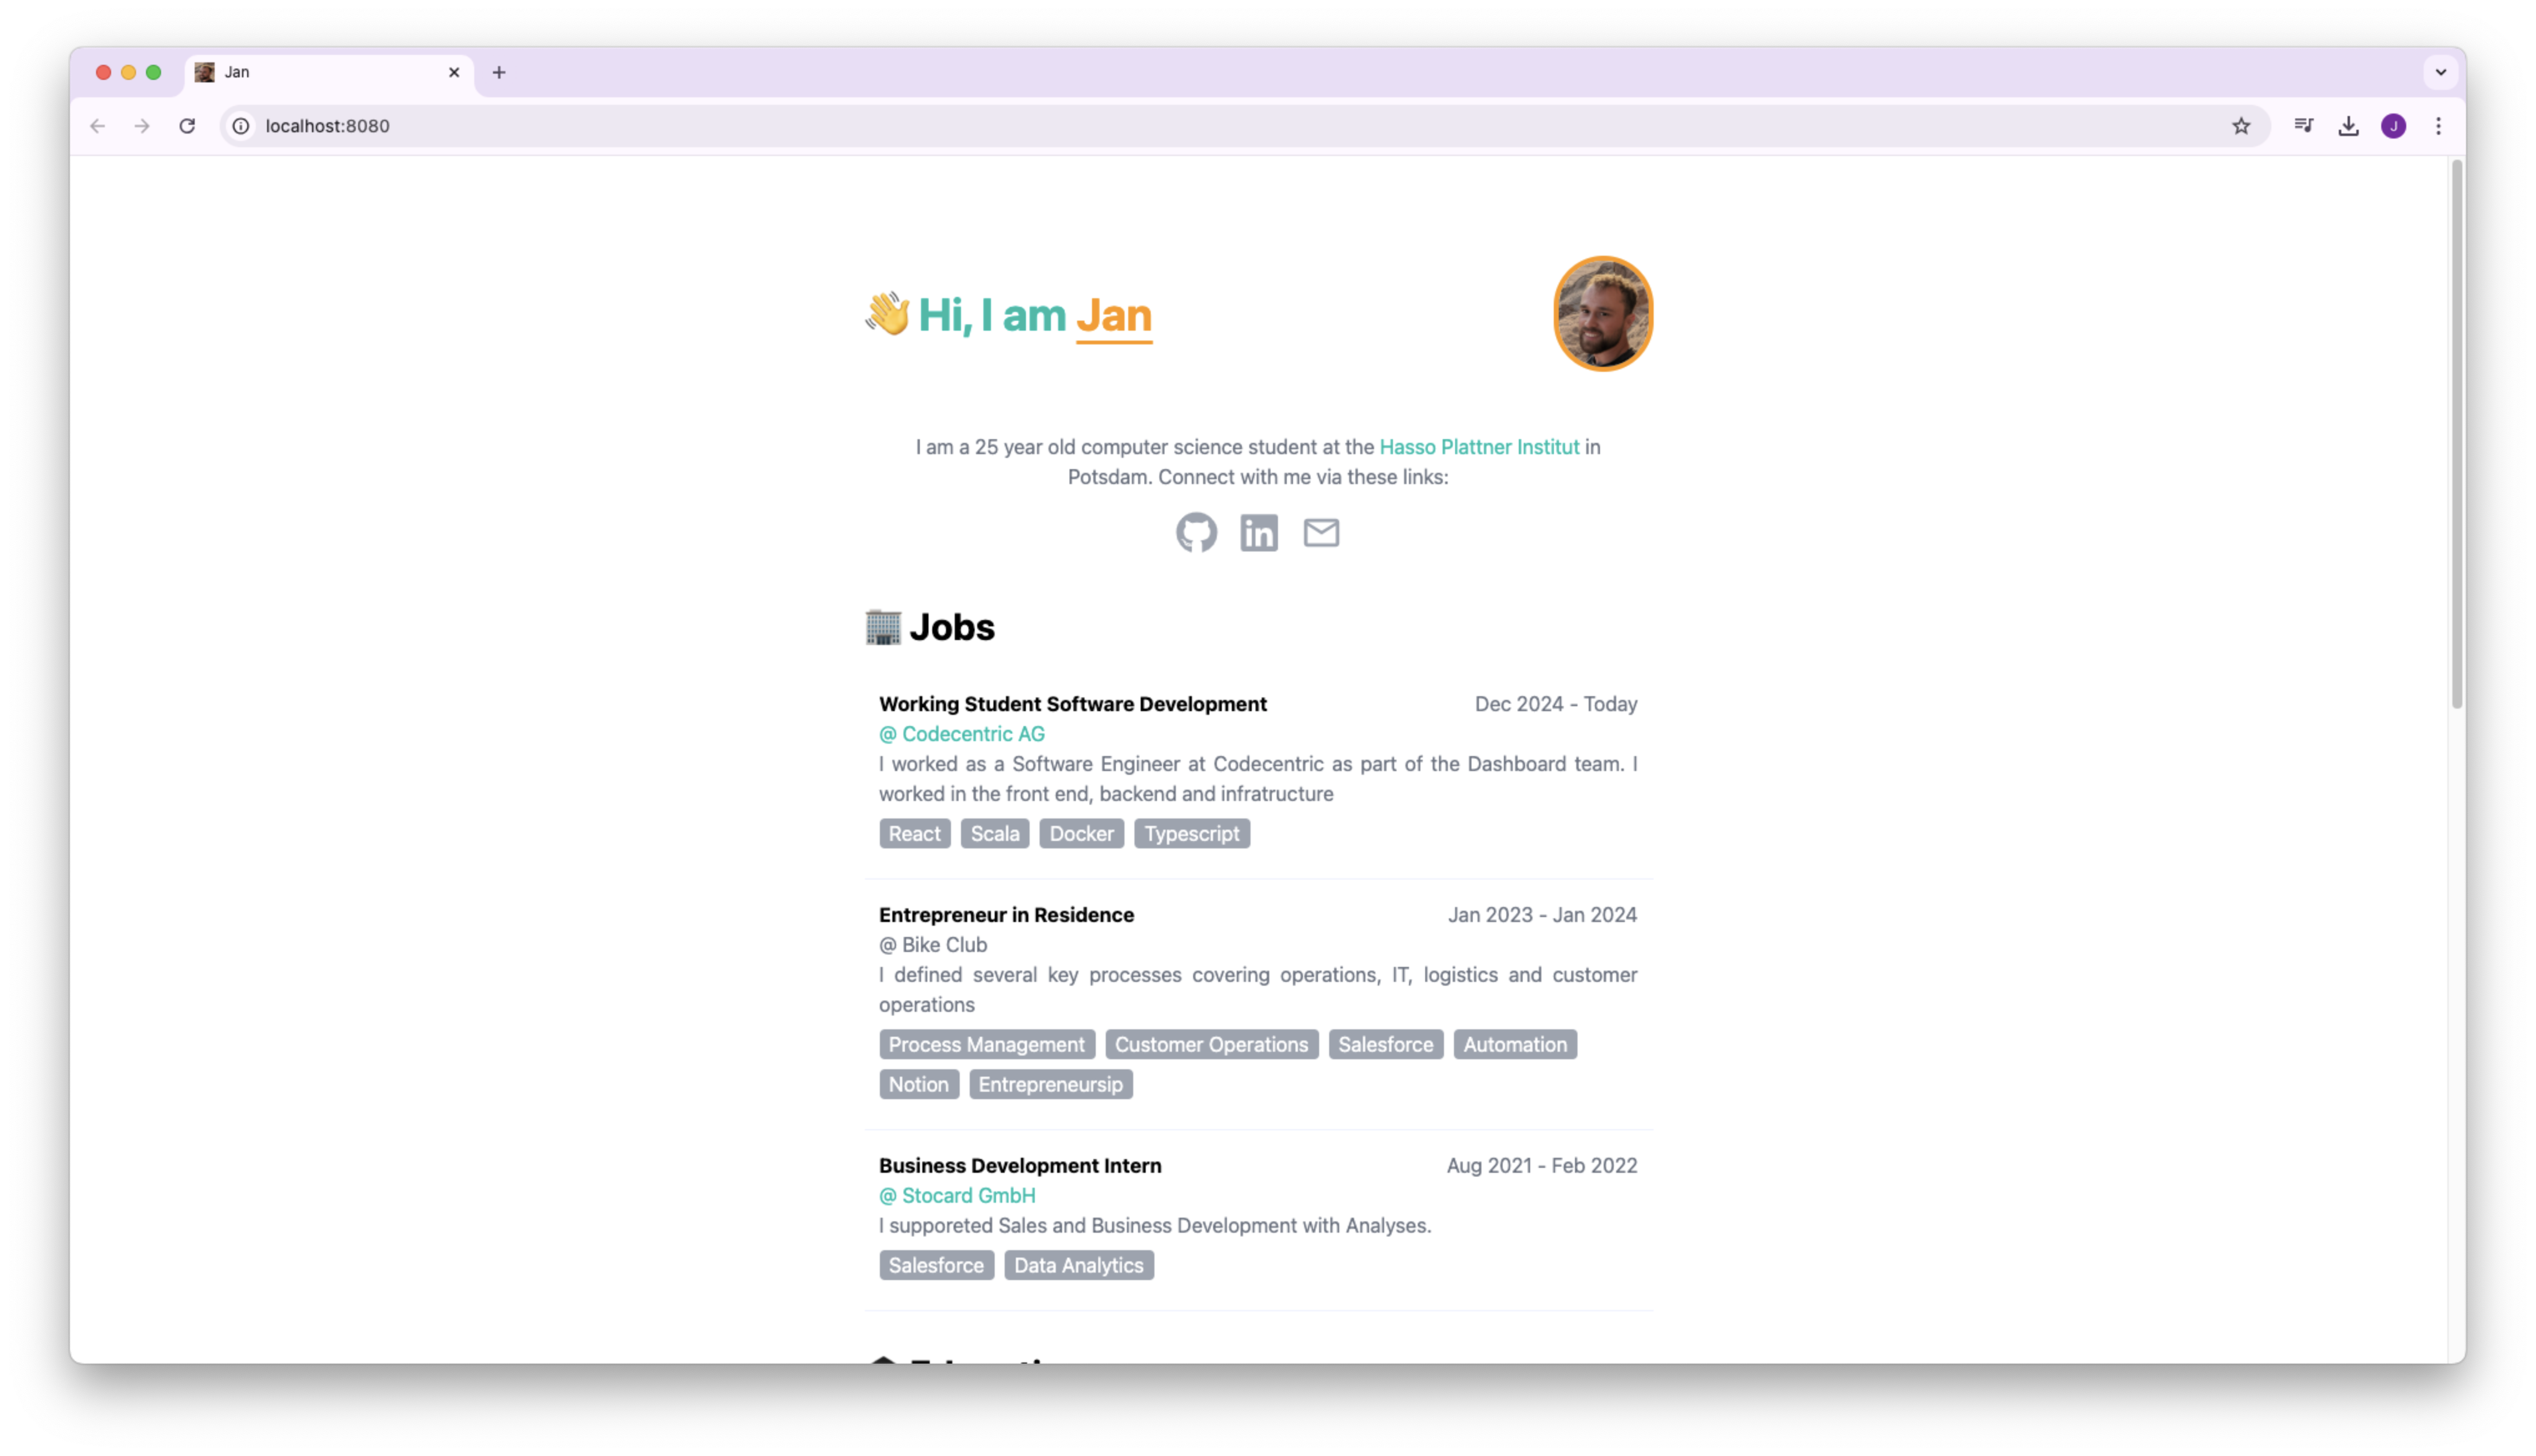 Jan
localhost:8080
J
👋 Hi, I am Jan
I am a 25 year old computer science student at the Hasso Plattner Institut in
Potsdam. Connect with me via these links:
in
🏢 Jobs
Working Student Software Development Dec 2024 - Today
@ Codecentric AG
I worked as a Software Engineer at Codecentric as part of the Dashboard team. I
worked in the front end, backend and infratructure
React Scala Docker Typescript
Entrepreneur in Residence Jan 2023 - Jan 2024
@ Bike Club
I defined several key processes covering operations, IT, logistics and customer
operations
Process Management Customer Operations Salesforce Automation
Notion Entrepreneursip
Business Development Intern Aug 2021 - Feb 2022
@ Stocard GmbH
I supporeted Sales and Business Development with Analyses.
Salesforce Data Analytics